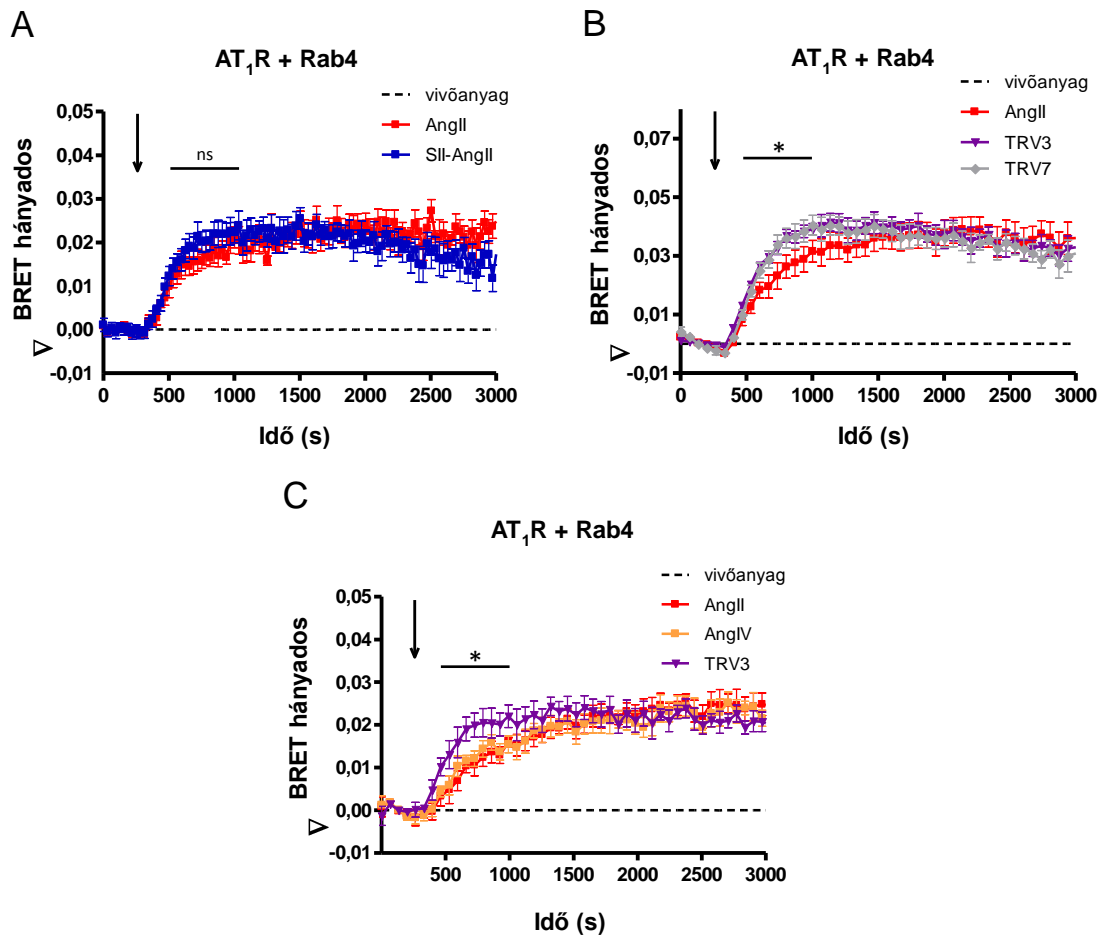 A
AT₁R + Rab4
vivőanyag
AngII
SII-AngII
ns
0,05
0,04
0,03
0,02
0,01
0,00
-0,01
∇ BRET hányados
0 500 1000 1500 2000 2500 3000
Idő (s)
B
AT₁R + Rab4
vivőanyag
AngII
TRV3
TRV7
*
0,07
0,05
0,03
0,01
-0,01
∇ BRET hányados
0 500 1000 1500 2000 2500 3000
Idő (s)
C
AT₁R + Rab4
vivőanyag
AngII
AngIV
TRV3
*
0,05
0,04
0,03
0,02
0,01
0,00
-0,01
∇ BRET hányados
500 1000 1500 2000 2500 3000
Idő (s)